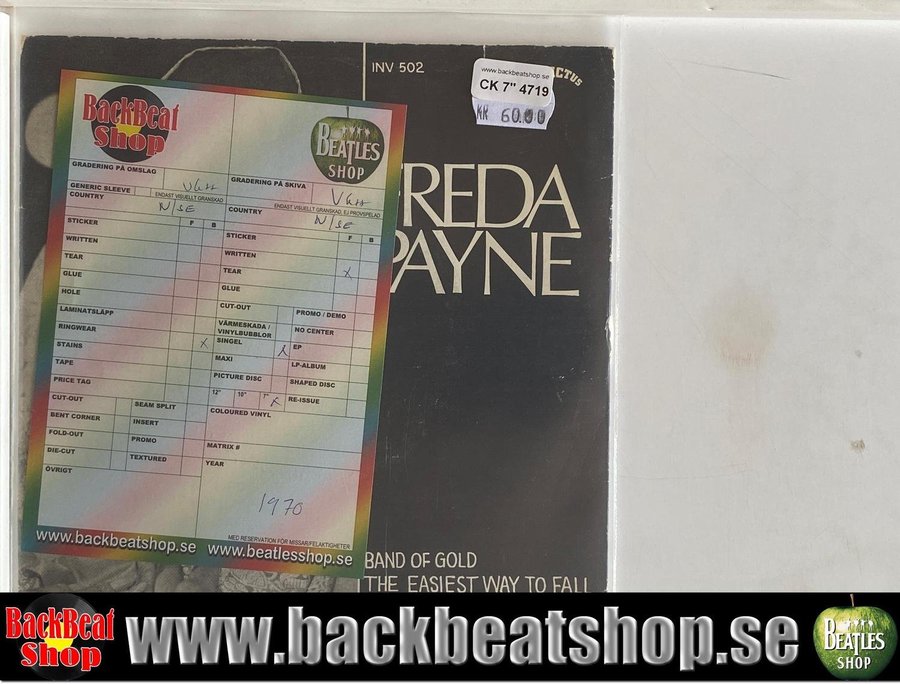 INV 502
CTUS
www.backbeatshop.se
CK 7" 4719
KR 60.00
REDA
PAYNE
BAND OF GOLD
THE EASIEST WAY TO FALL
BackBeat
Shop
BEATLES
SHOP
GRADERING PÅ OMSLAG
VG++
GENERIC SLEEVE
ENDAST VISUELLT GRANSKAD
COUNTRY
N/SE
STICKER
F B
WRITTEN
TEAR
GLUE
HOLE
LAMINATSLÄPP
RINGWEAR
STAINS X
TAPE
PRICE TAG
CUT-OUT
SEAM SPLIT
BENT CORNER
INSERT
FOLD-OUT
PROMO
DIE-CUT
TEXTURED
ÖVRIGT
GRADERING PÅ SKIVA
VG++
ENDAST VISUELLT GRANSKAD, EJ PROVSPELAD
COUNTRY
N/SE
STICKER
F B
WRITTEN
TEAR X
GLUE
CUT-OUT
PROMO / DEMO
VÄRMESKADA /
VINYLBUBBLOR
NO CENTER
SINGEL X
EP
MAXI
LP-ALBUM
PICTURE DISC
SHAPED DISC
12" 10" 7" X
RE-ISSUE
COLOURED VINYL
MATRIX #
YEAR
1970
MED RESERVATION FÖR MISSAR/FELAKTIGHETER
www.backbeatshop.se www.beatlesshop.se
BackBeat
Shop
www.backbeatshop.se
BEATLES
SHOP